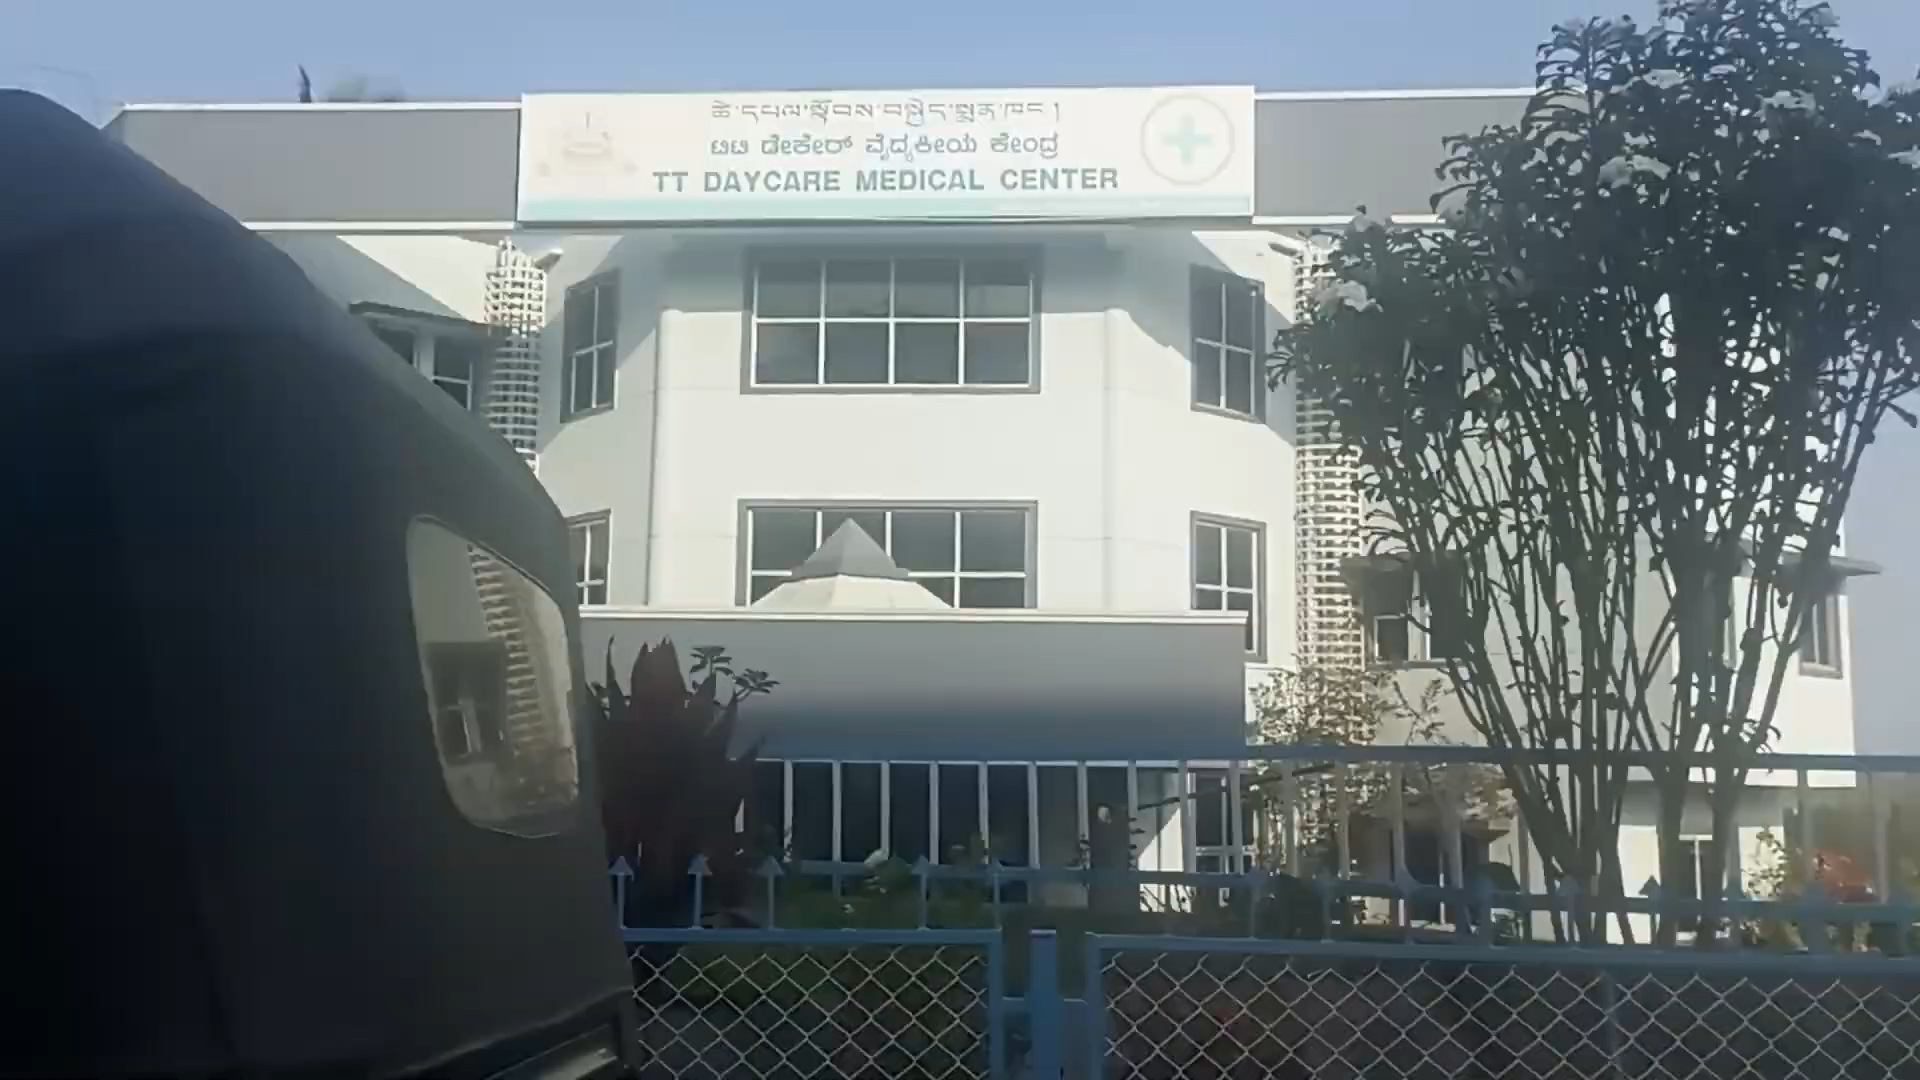 ཚེ་དཔལ་སྟོབས་བསྐྱེད་སྨན་ཁང་།
ಟಿಟಿ ಡೇಕೇರ್ ವೈದ್ಯಕೀಯ ಕೇಂದ್ರ
TT DAYCARE MEDICAL CENTER